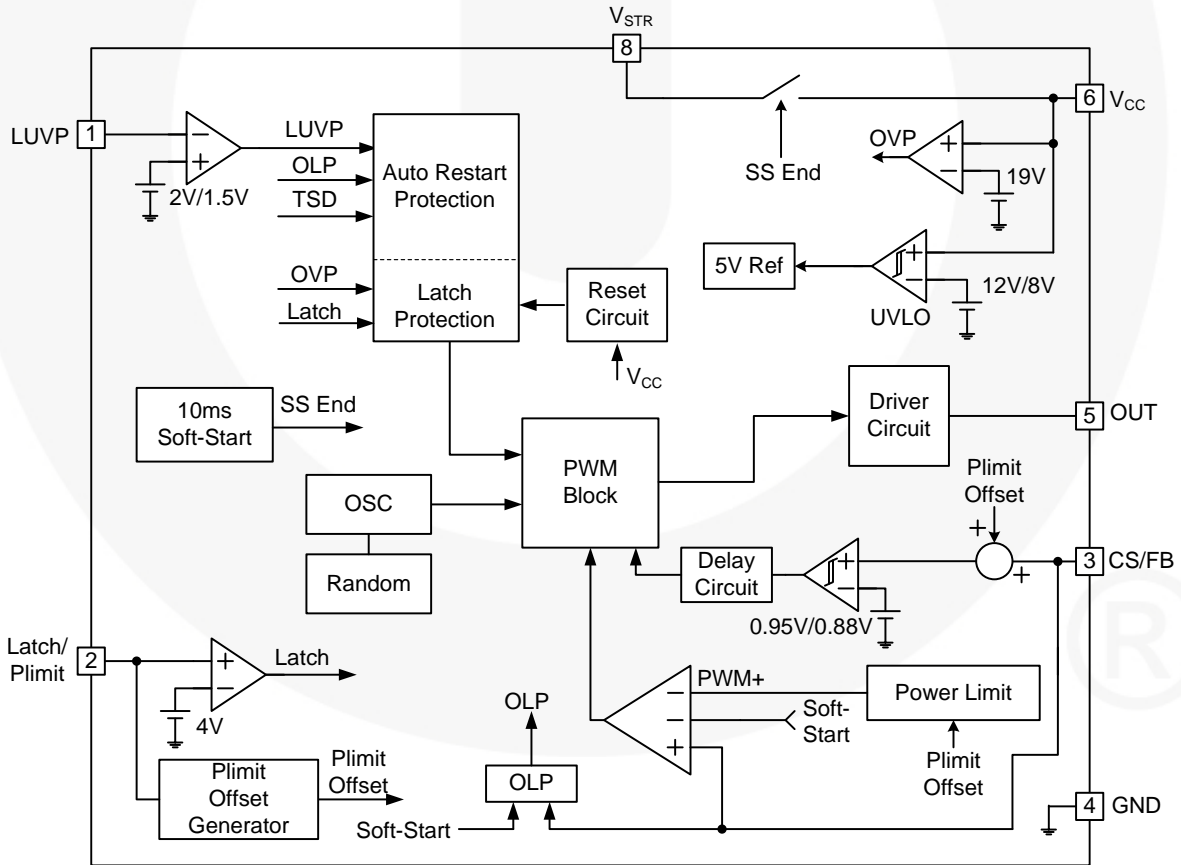 VSTR
8
LUVP
1
2V/1.5V
LUVP
OLP
TSD
OVP
Latch
Auto Restart
Protection
Latch
Protection
Reset
Circuit
VCC
SS End
OVP
19V
6
VCC
5V Ref
UVLO
12V/8V
10ms
Soft-Start
SS End
OSC
Random
PWM
Block
Driver
Circuit
5
OUT
Plimit
Offset
+
+
3
CS/FB
Delay
Circuit
0.95V/0.88V
Latch/
Plimit
2
4V
Latch
Plimit
Offset
Generator
Plimit
Offset
OLP
OLP
Soft-Start
PWM+
Soft-
Start
Power Limit
Plimit
Offset
4
GND
®